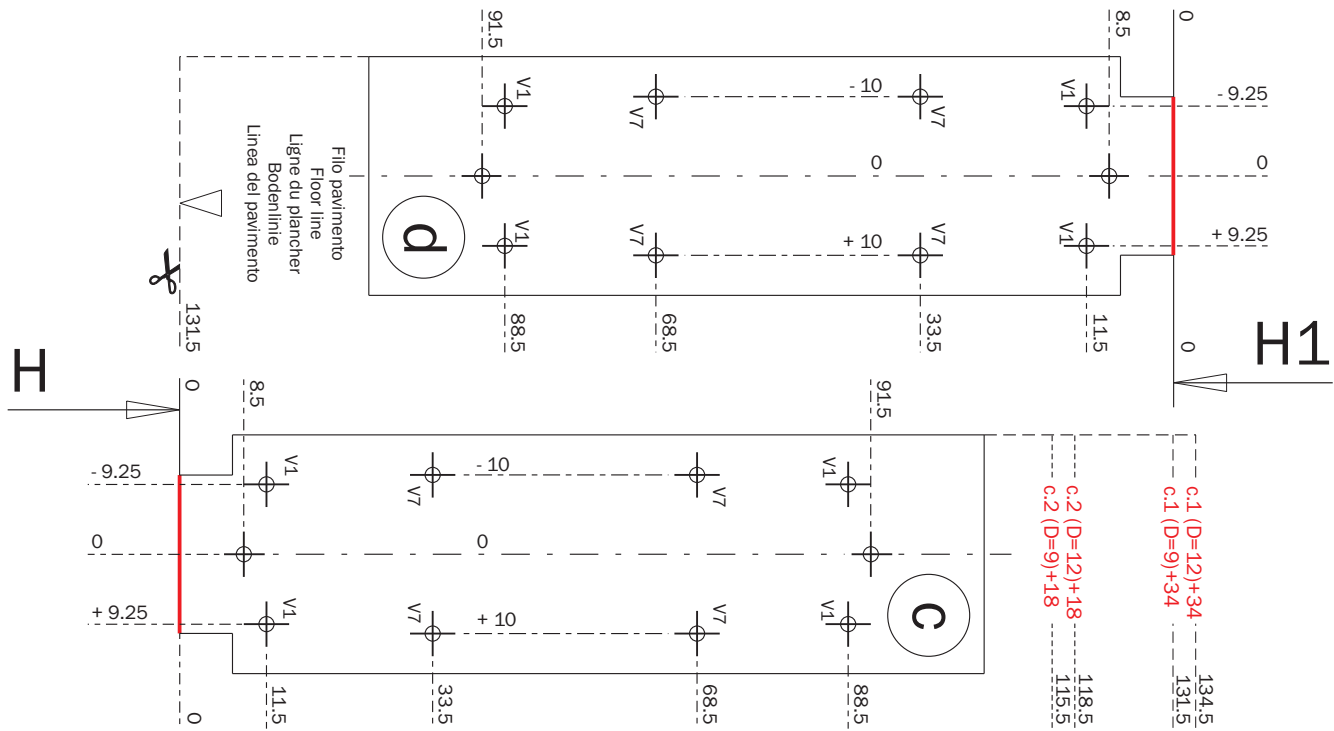 91.5
8.5
0
V1
V7
- 10
V7
V1
- 9.25
0
0
Filo pavimento
Floor line
Ligne du plancher
Bodenlinie
Linea del pavimento
d
V1
V7
+ 10
V7
V1
+ 9.25
131.5
88.5
68.5
33.5
11.5
0
H
H1
0
8.5
91.5
- 9.25
V1
V7
- 10
V7
V1
0
0
+ 9.25
V1
V7
+ 10
V7
V1
c
c.2 (D=9)+18
c.2 (D=12)+18
c.1 (D=9)+34
c.1 (D=12)+34
0
11.5
33.5
68.5
88.5
115.5
118.5
131.5
134.5